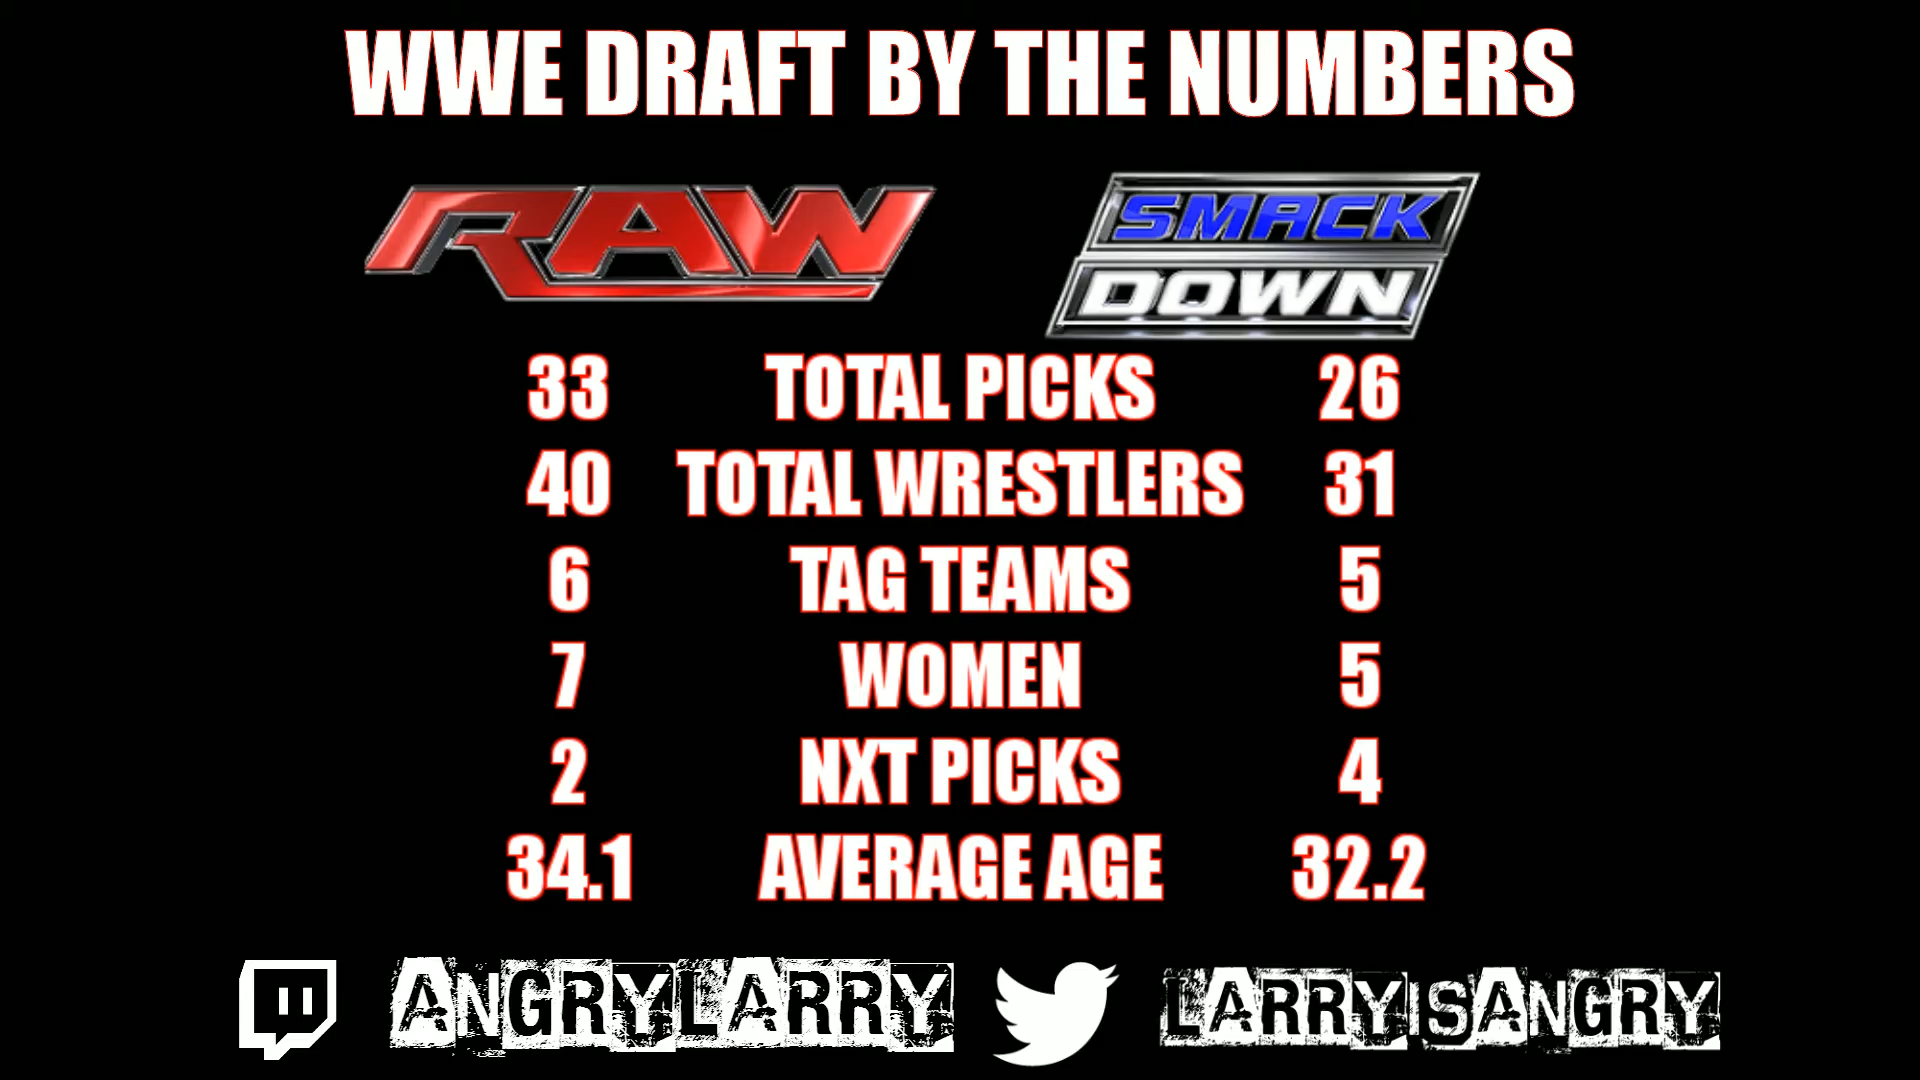 WWE DRAFT BY THE NUMBERS
RAW
SMACK
DOWN
33 TOTAL PICKS 26
40 TOTAL WRESTLERS 31
6 TAG TEAMS 5
7 WOMEN 5
2 NXT PICKS 4
34.1 AVERAGE AGE 32.2
ANGRYLARRY LARRYISANGRY